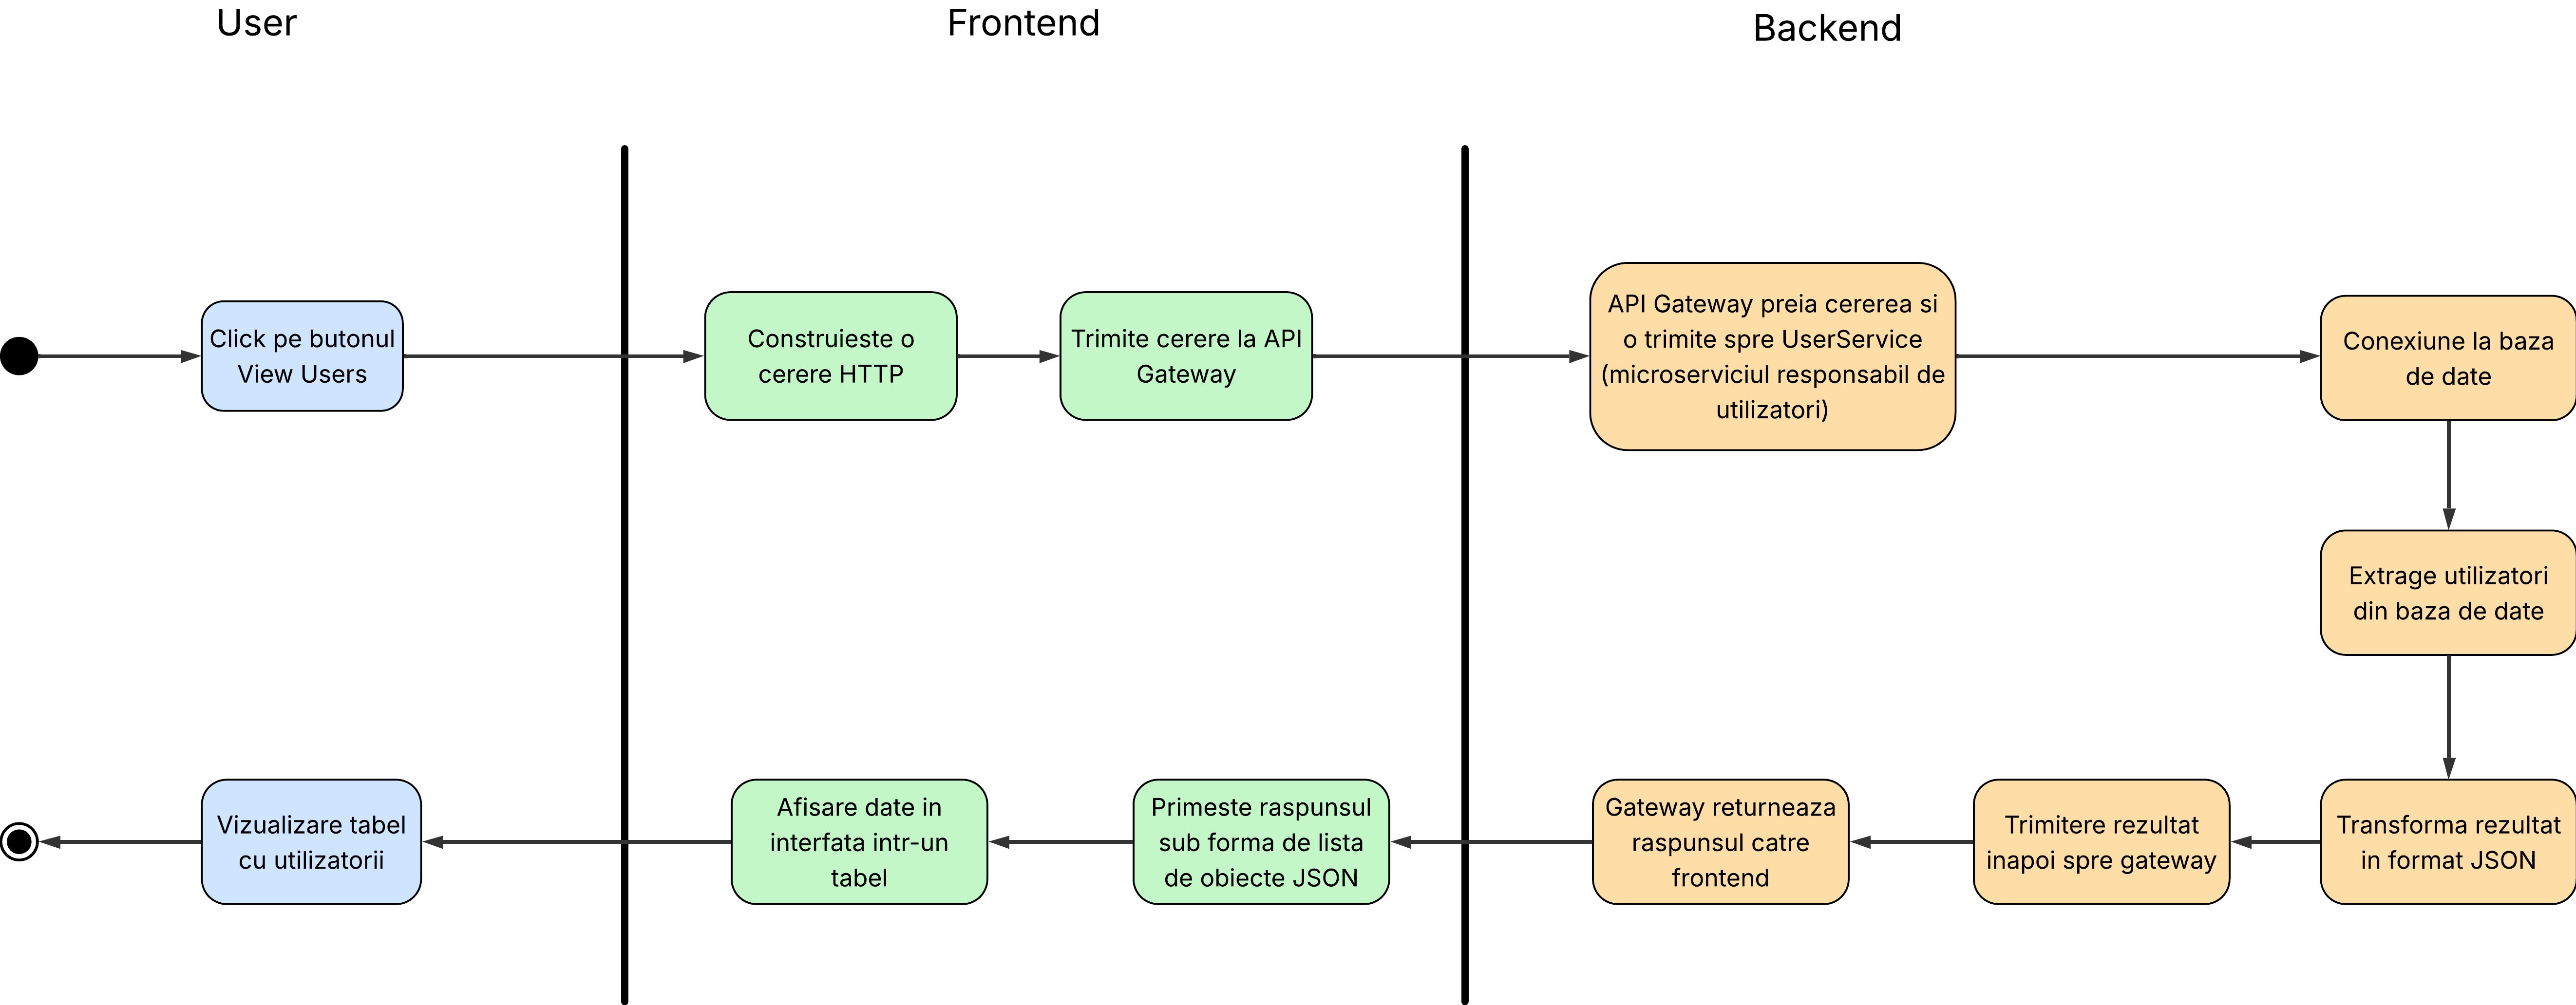 User
Frontend
Backend
Click pe butonul
View Users
Construieste o
cerere HTTP
Trimite cerere la API
Gateway
API Gateway preia cererea si
o trimite spre UserService
(microserviciul responsabil de
utilizatori)
Conexiune la baza
de date
Extrage utilizatori
din baza de date
Transforma rezultat
in format JSON
Trimitere rezultat
inapoi spre gateway
Gateway returneaza
raspunsul catre
frontend
Primeste raspunsul
sub forma de lista
de obiecte JSON
Afisare date in
interfata intr-un
tabel
Vizualizare tabel
cu utilizatorii